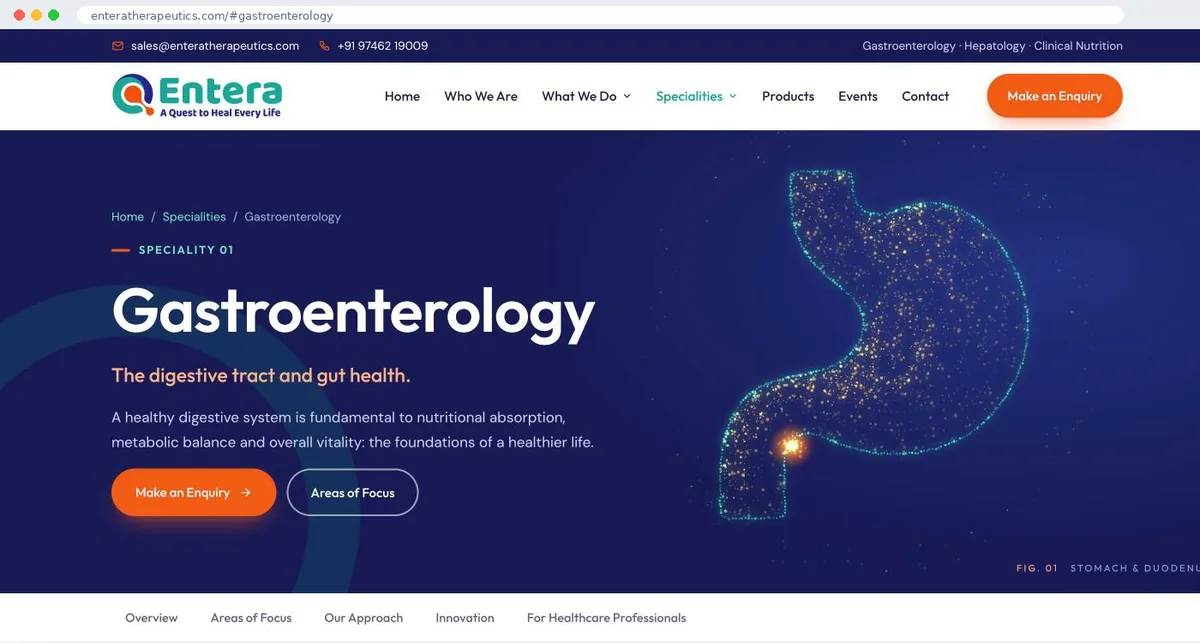 enteratherapeutics.com/#gastroenterology
sales@enteratherapeutics.com
+91 97462 19009
Gastroenterology · Hepatology · Clinical Nutrition
Entera
A Quest to Heal Every Life
Home
Who We Are
What We Do
Specialities
Products
Events
Contact
Make an Enquiry
Home / Specialities / Gastroenterology
SPECIALITY 01
Gastroenterology
The digestive tract and gut health.
A healthy digestive system is fundamental to nutritional absorption,
metabolic balance and overall vitality: the foundations of a healthier life.
Make an Enquiry →
Areas of Focus
FIG. 01 STOMACH & DUODENU
Overview
Areas of Focus
Our Approach
Innovation
For Healthcare Professionals